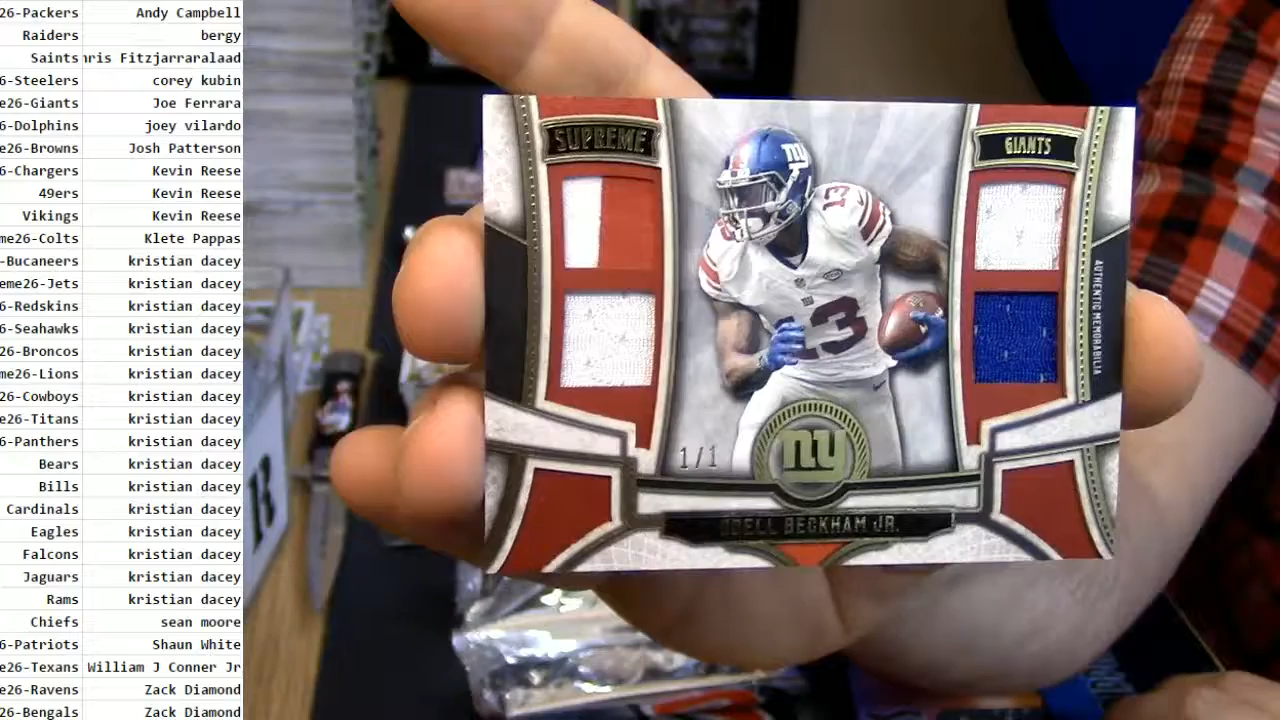 26-Packers Andy Campbell
Raiders bergy
Saints ris Fitzjarraralaad
6-Steelers corey kubin
e26-Giants Joe Ferrara
6-Dolphins joey vilardo
e26-Browns Josh Patterson
6-Chargers Kevin Reese
49ers Kevin Reese
Vikings Kevin Reese
me26-Colts Klete Pappas
-Bucaneers kristian dacey
eme26-Jets kristian dacey
6-Redskins kristian dacey
6-Seahawks kristian dacey
6-Broncos kristian dacey
me26-Lions kristian dacey
26-Cowboys kristian dacey
e26-Titans kristian dacey
6-Panthers kristian dacey
Bears kristian dacey
Bills kristian dacey
Cardinals kristian dacey
Eagles kristian dacey
Falcons kristian dacey
Jaguars kristian dacey
Rams kristian dacey
Chiefs sean moore
6-Patriots Shaun White
e26-Texans William J Conner Jr
e26-Ravens Zack Diamond
26-Bengals Zack Diamond
SUPREME
GIANTS
ny
13
13
AUTHENTIC MEMORABILIA
1/1
ny
ODELL BECKHAM JR.